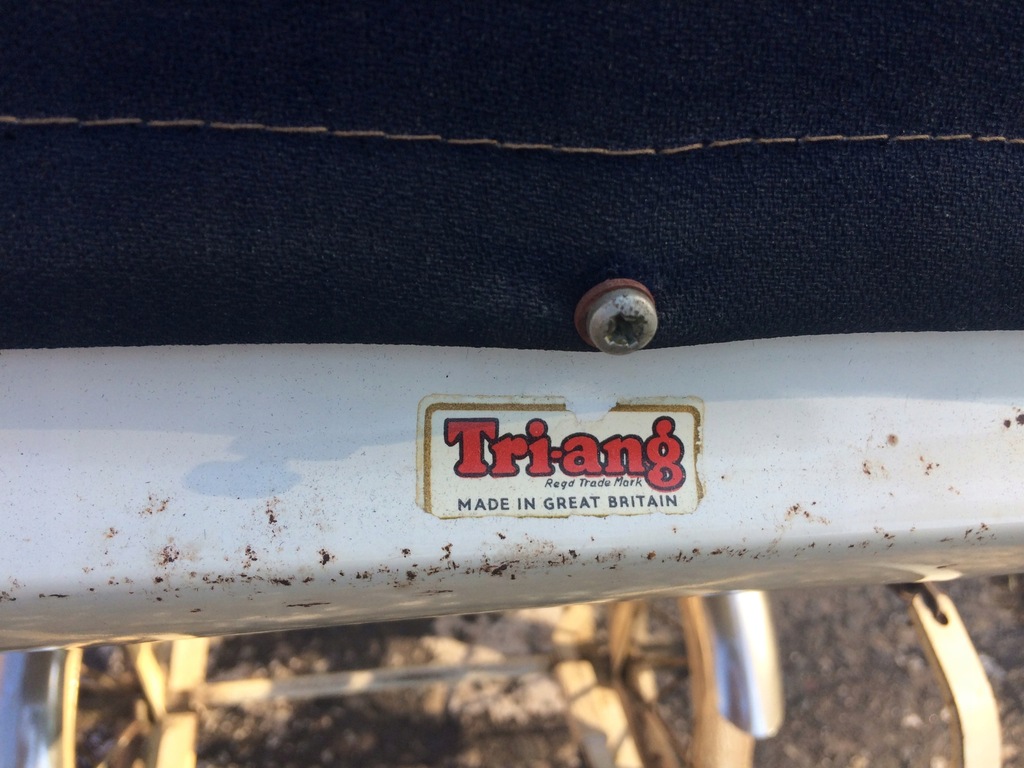 Tri-ang
Regd Trade Mark
MADE IN GREAT BRITAIN